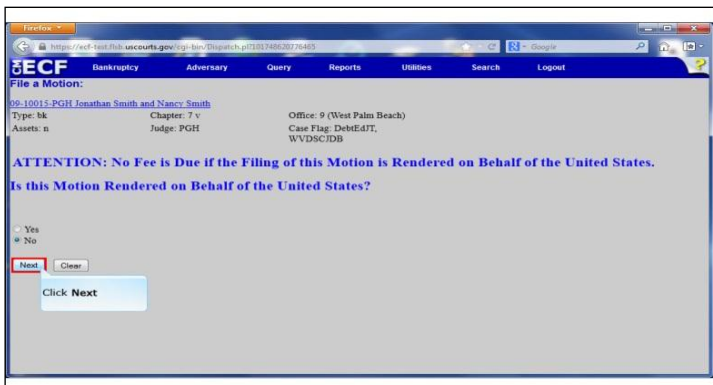 Firefox
https://ecf-test.flsb.uscourts.gov/cgi-bin/Dispatch.pl?101748620776465
Google
CM ECF Bankruptcy Adversary Query Reports Utilities Search Logout ?
File a Motion:
09-10015-PGH Jonathan Smith and Nancy Smith
Type: bk Chapter: 7 v Office: 9 (West Palm Beach)
Assets: n Judge: PGH Case Flag: DebtEdJT,
WVDSCJDB
ATTENTION: No Fee is Due if the Filing of this Motion is Rendered on Behalf of the United States.
Is this Motion Rendered on Behalf of the United States?
Yes
No
Next Clear
Click Next